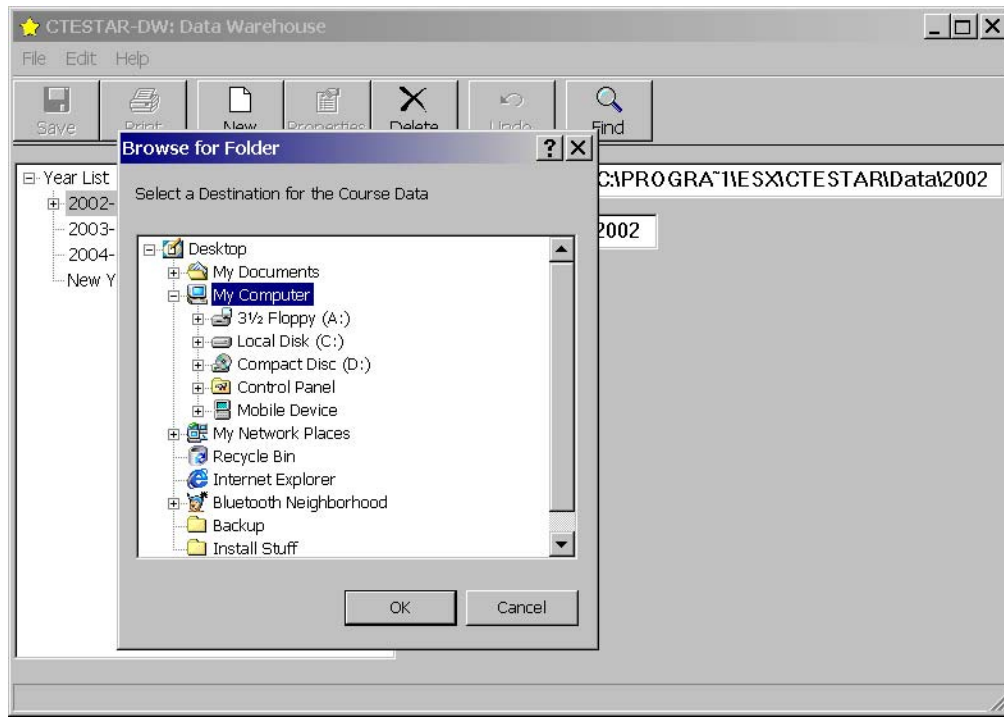 CTESTAR-DW: Data Warehouse
File Edit Help
Save Print New Properties Delete Undo Find
Browse for Folder
Select a Destination for the Course Data
Year List
2002-
2003-
2004-
New Y
C:\PROGRA~1\ESX\CTESTAR\Data\2002
2002
Desktop
My Documents
My Computer
3½ Floppy (A:)
Local Disk (C:)
Compact Disc (D:)
Control Panel
Mobile Device
My Network Places
Recycle Bin
Internet Explorer
Bluetooth Neighborhood
Backup
Install Stuff
OK Cancel